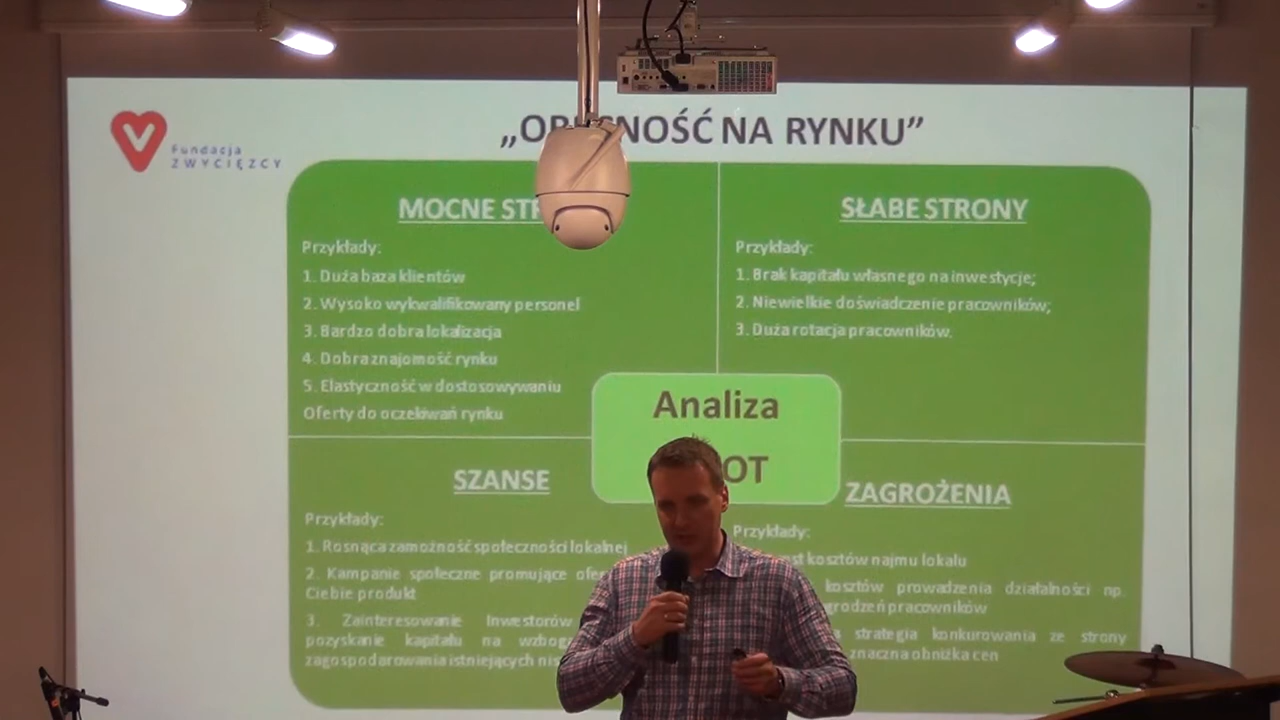 Fundacja
ZWYCIĘZCY
NA RYNKU”
MOCNE
SŁABE STRONY
Przykłady:
1. Duża baza klientów
2. Wysoko wykwalifikowany personel
3. Bardzo dobra lokalizacja
4. Dobra znajomość rynku
5. Elastyczność w dostosowywaniu
Oferty do oczekiwań rynku
Przykłady:
1. Brak kapitału własnego na inwestycje;
2. Niewielkie doświadczenie pracowników;
3. Duża rotacja pracowników.
Analiza
SZANSE
Przykłady:
1. Rosnąca zamożność społeczności lokalnej
2. Kampanie społeczne promujące
Ciebie produkt
3. Zainteresowanie Inwestorów
pozyskanie kapitału na
zagospodarowania istniejących
ZAGROŻENIA
Przykłady:
kosztów najmu lokalu
kosztów prowadzenia działalności np.
pracowników
strategia konkurowania ze strony
znaczna obniżka cen